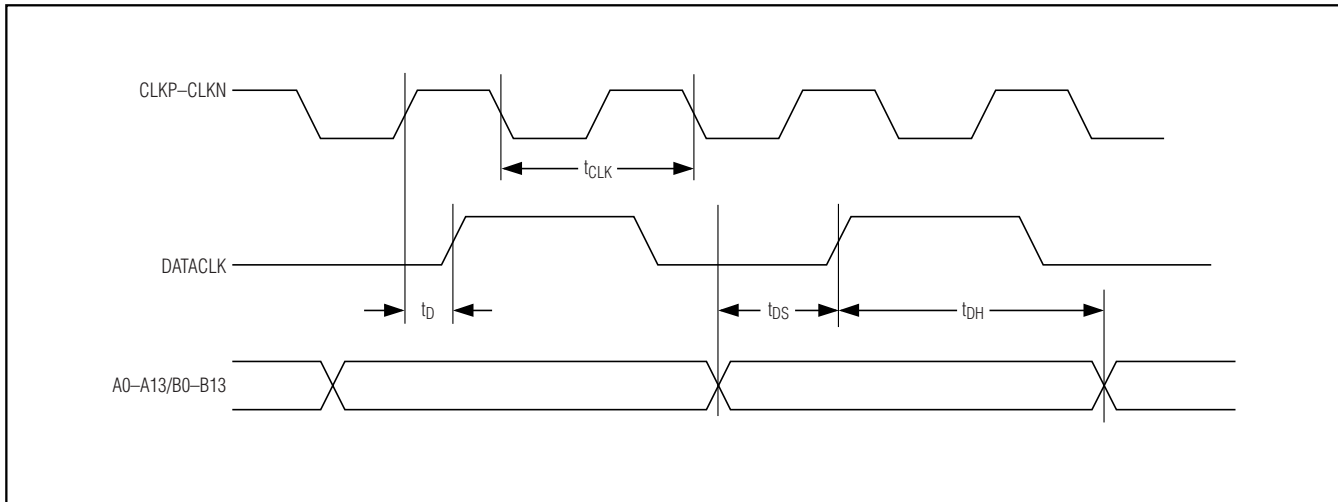 CLKP–CLKN
tCLK
DATACLK
tD
tDS
tDH
A0–A13/B0–B13